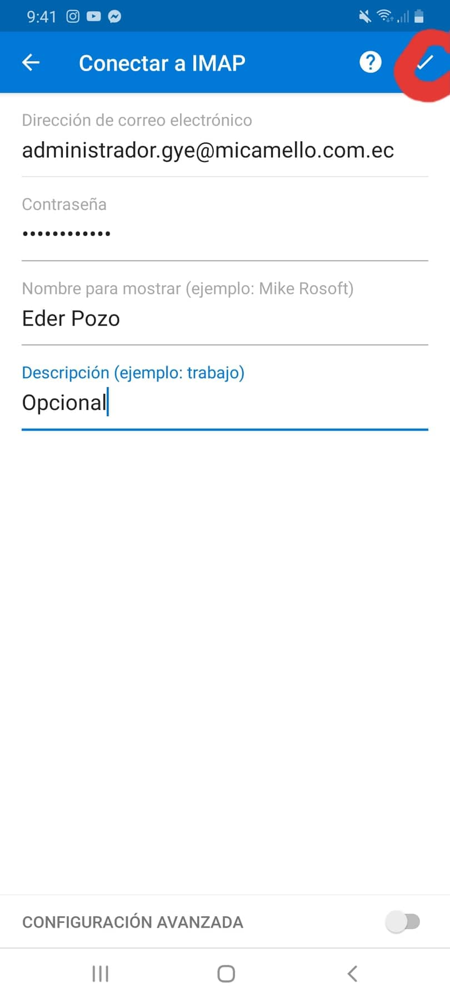 9:41
Conectar a IMAP
Dirección de correo electrónico
administrador.gye@micamello.com.ec
Contraseña
••••••••••••
Nombre para mostrar (ejemplo: Mike Rosoft)
Eder Pozo
Descripción (ejemplo: trabajo)
Opcional
CONFIGURACIÓN AVANZADA